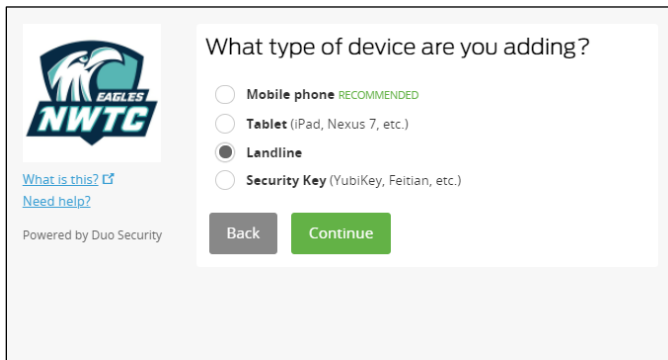 EAGLES
NWTC
What is this?
Need help?
Powered by Duo Security
What type of device are you adding?
Mobile phone RECOMMENDED
Tablet (iPad, Nexus 7, etc.)
Landline
Security Key (YubiKey, Feitian, etc.)
Back
Continue